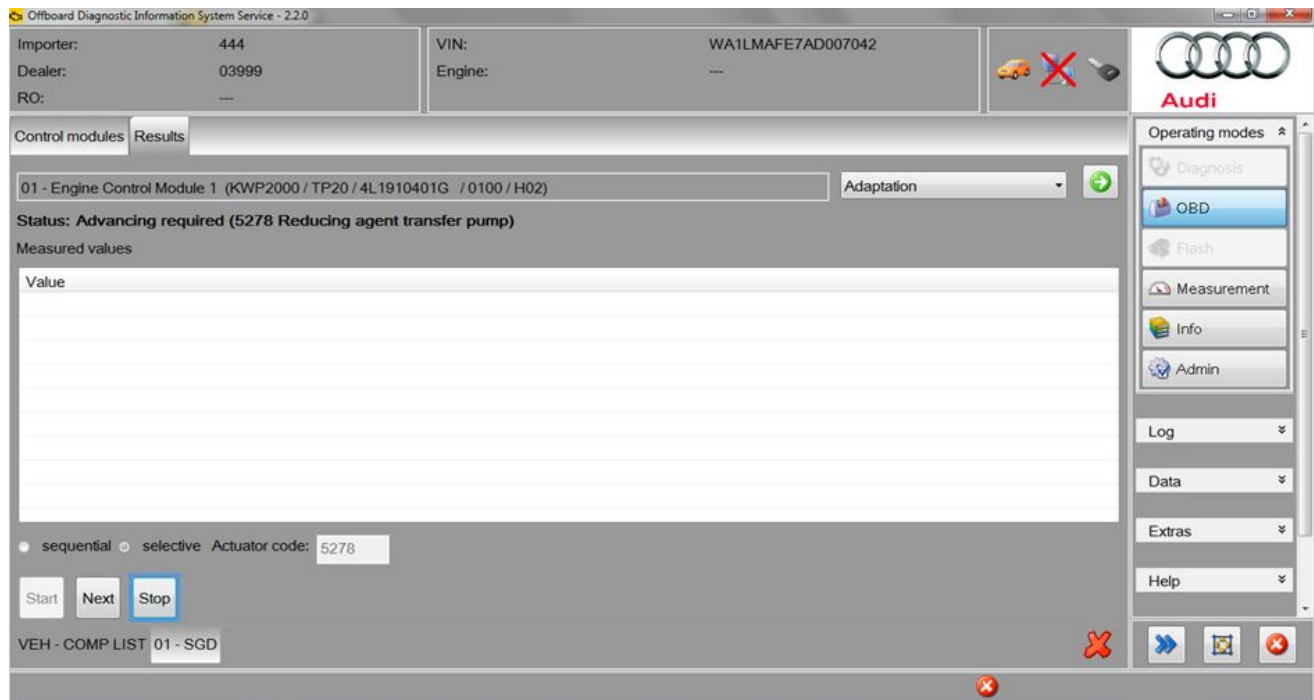 Offboard Diagnostic Information System Service - 2.2.0
Importer: 444
Dealer: 03999
RO: ---
VIN: WA1LMAFE7AD007042
Engine: ---
Audi
Control modules Results
01 - Engine Control Module 1 (KWP2000 / TP20 / 4L1910401G / 0100 / H02)
Adaptation
Status: Advancing required (5278 Reducing agent transfer pump)
Measured values
Value
sequential selective Actuator code: 5278
Start Next Stop
VEH - COMP LIST 01 - SGD
Operating modes
Diagnosis
OBD
Flash
Measurement
Info
Admin
Log
Data
Extras
Help